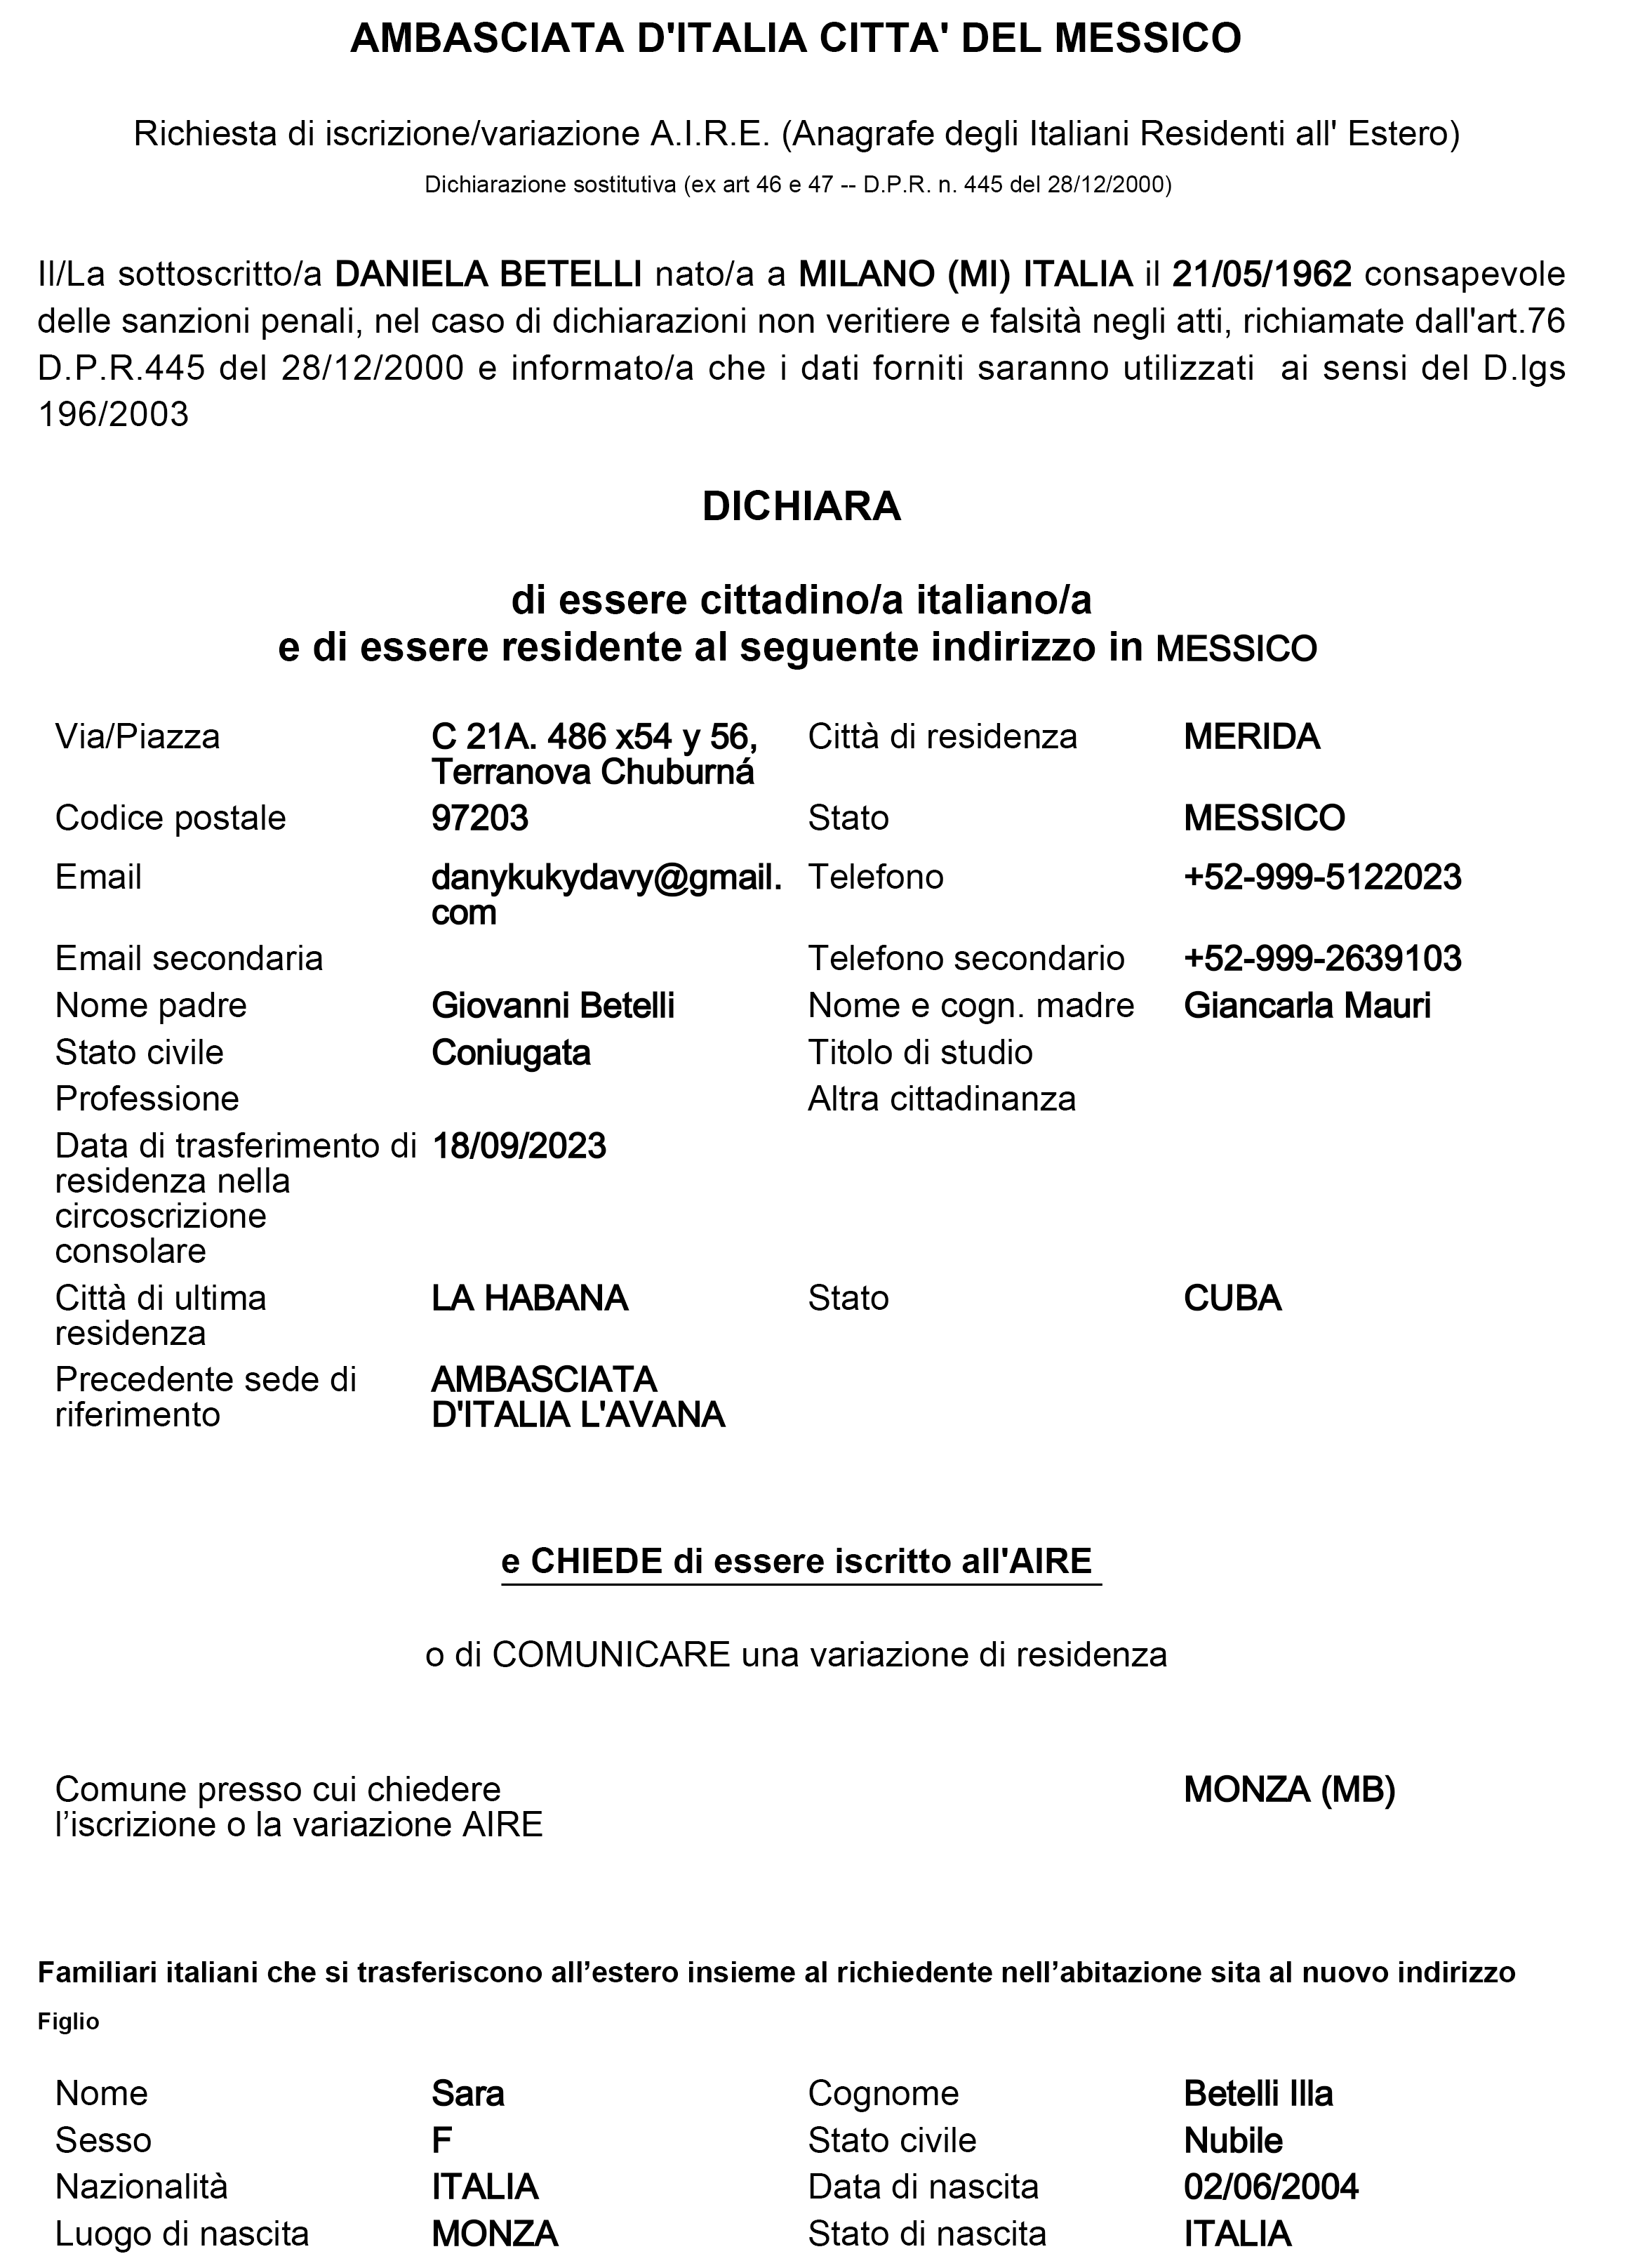 AMBASCIATA D'ITALIA CITTA' DEL MESSICO
Richiesta di iscrizione/variazione A.I.R.E. (Anagrafe degli Italiani Residenti all' Estero)
Dichiarazione sostitutiva (ex art 46 e 47 -- D.P.R. n. 445 del 28/12/2000)
Il/La sottoscritto/a DANIELA BETELLI nato/a a MILANO (MI) ITALIA il 21/05/1962 consapevole
delle sanzioni penali, nel caso di dichiarazioni non veritiere e falsità negli atti, richiamate dall'art.76
D.P.R.445 del 28/12/2000 e informato/a che i dati forniti saranno utilizzati ai sensi del D.lgs
196/2003
DICHIARA
di essere cittadino/a italiano/a
e di essere residente al seguente indirizzo in MESSICO
Via/Piazza C 21A. 486 x54 y 56, Città di residenza MERIDA
Terranova Chuburná
Codice postale 97203 Stato MESSICO
Email danykukydavy@gmail. Telefono +52-999-5122023
com
Email secondaria Telefono secondario +52-999-2639103
Nome padre Giovanni Betelli Nome e cogn. madre Giancarla Mauri
Stato civile Coniugata Titolo di studio
Professione Altra cittadinanza
Data di trasferimento di 18/09/2023
residenza nella
circoscrizione
consolare
Città di ultima LA HABANA Stato CUBA
residenza
Precedente sede di AMBASCIATA
riferimento D'ITALIA L'AVANA
e CHIEDE di essere iscritto all'AIRE
o di COMUNICARE una variazione di residenza
Comune presso cui chiedere MONZA (MB)
l’iscrizione o la variazione AIRE
Familiari italiani che si trasferiscono all’estero insieme al richiedente nell’abitazione sita al nuovo indirizzo
Figlio
Nome Sara Cognome Betelli Illa
Sesso F Stato civile Nubile
Nazionalità ITALIA Data di nascita 02/06/2004
Luogo di nascita MONZA Stato di nascita ITALIA